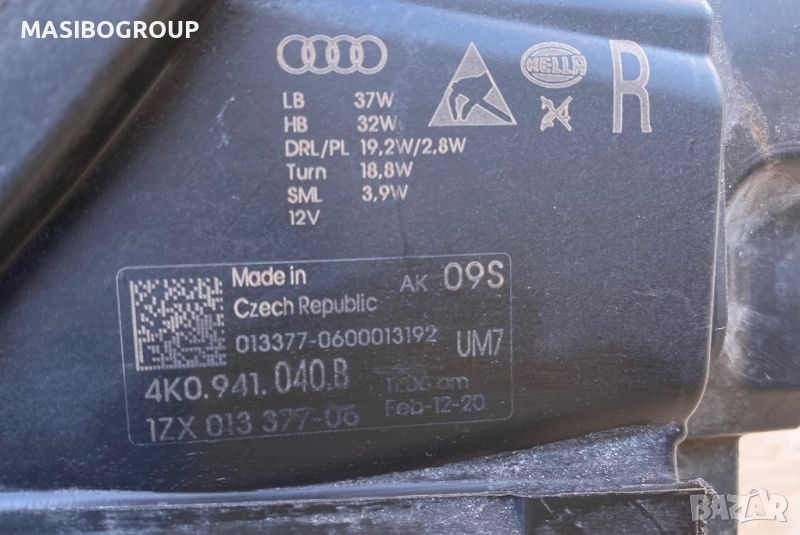 MASIBOGROUP
HELLA
R
LB 37W
HB 32W
DRL/PL 19,2W/2,8W
Turn 18,8W
SML 3,9W
12V
Made in
Czech Republic
AK 09S
013377-0600013192
UM7
4K0.941.040.B
am
1ZX 013 377-06
Feb-12-20
BAZAR